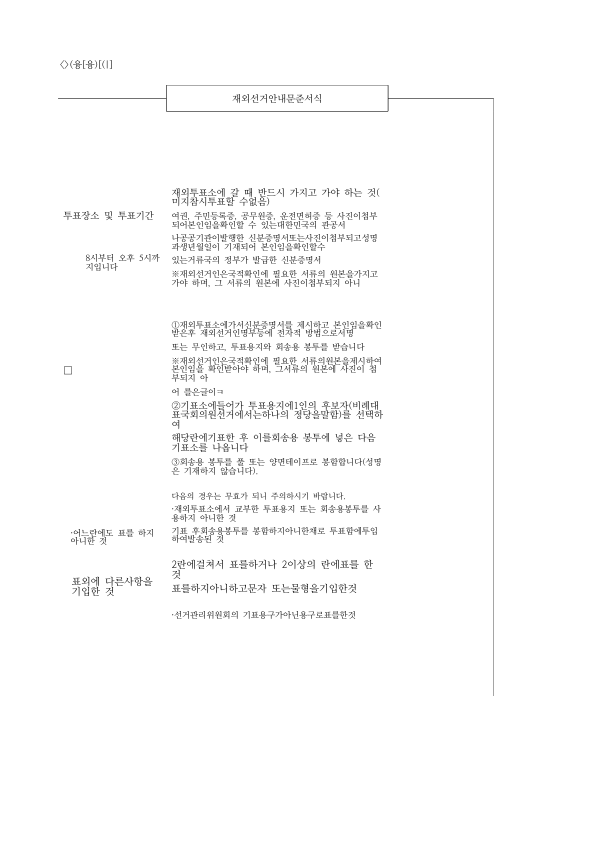 ◇(용[용)[(|]
재외선거안내문준서식
재외투표소에 갈 때 반드시 가지고 가야 하는 것(
미지참시투표할 수없음)
투표장소 및 투표기간
여권, 주민등록증, 공무원증, 운전면허증 등 사진이첨부
되어본인임을확인할 수 있는대한민국의 관공서
나공공기관이발행한 신분증명서또는사진이첨부되고성명
과생년월일이 기재되어 본인임을확인할수
8시부터 오후 5시까
지입니다
있는거류국의 정부가 발급한 신분증명서
※재외선거인은국적확인에 필요한 서류의 원본을가지고
가야 하며, 그 서류의 원본에 사진이첨부되지 아니
①재외투표소에가서신분증명서를 제시하고 본인임을확인
받은후 재외선거인명부등에 전자적 방법으로서명
또는 무인하고, 투표용지와 회송용 봉투를 받습니다
※재외선거인은국적확인에 필요한 서류의원본을제시하여
본인임을 확인받아야 하며, 그서류의 원본에 사진이 첨
부되지 아
□
어 클은글이ㅋ
②기표소에들어가 투표용지에1인의 후보자(비례대
표국회의원선거에서는하나의 정당을말함)를 선택하
여
해당란에기표한 후 이를회송용 봉투에 넣은 다음
기표소를 나옵니다
③회송용 봉투를 풀 또는 양면테이프로 봉함합니다(성명
은 기재하지 않습니다).
다음의 경우는 무효가 되니 주의하시기 바랍니다.
·재외투표소에서 교부한 투표용지 또는 회송용봉투를 사
용하지 아니한 것
·어느란에도 표를 하지
아니한 것
기표 후회송용봉투를 봉함하지아니한채로 투표함에투입
하여발송된 것
2란에걸쳐서 표를하거나 2이상의 란에표를 한
것
표외에 다른사항을
기입한 것
표를하지아니하고문자 또는물형을기입한것
·선거관리위원회의 기표용구가아닌용구로표를한것